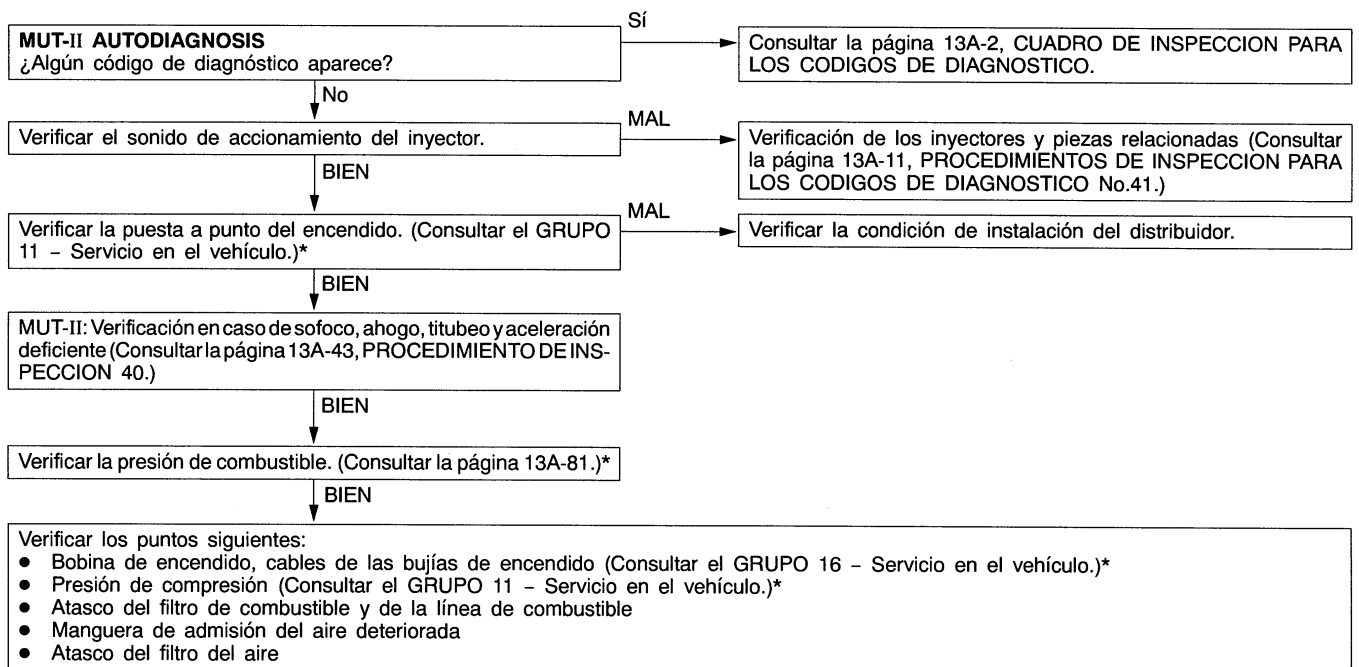 MUT-II AUTODIAGNOSIS
¿Algún código de diagnóstico aparece?
Sí
Consultar la página 13A-2, CUADRO DE INSPECCION PARA
LOS CODIGOS DE DIAGNOSTICO.
No
Verificar el sonido de accionamiento del inyector.
MAL
Verificación de los inyectores y piezas relacionadas (Consultar
la página 13A-11, PROCEDIMIENTOS DE INSPECCION PARA
LOS CODIGOS DE DIAGNOSTICO No.41.)
BIEN
Verificar la puesta a punto del encendido. (Consultar el GRUPO
11 – Servicio en el vehículo.)*
MAL
Verificar la condición de instalación del distribuidor.
BIEN
MUT-II: Verificación en caso de sofoco, ahogo, titubeo y aceleración
deficiente (Consultar la página 13A-43, PROCEDIMIENTO DE INS-
PECCION 40.)
BIEN
Verificar la presión de combustible. (Consultar la página 13A-81.)*
BIEN
Verificar los puntos siguientes:
● Bobina de encendido, cables de las bujías de encendido (Consultar el GRUPO 16 – Servicio en el vehículo.)*
● Presión de compresión (Consultar el GRUPO 11 – Servicio en el vehículo.)*
● Atasco del filtro de combustible y de la línea de combustible
● Manguera de admisión del aire deteriorada
● Atasco del filtro del aire